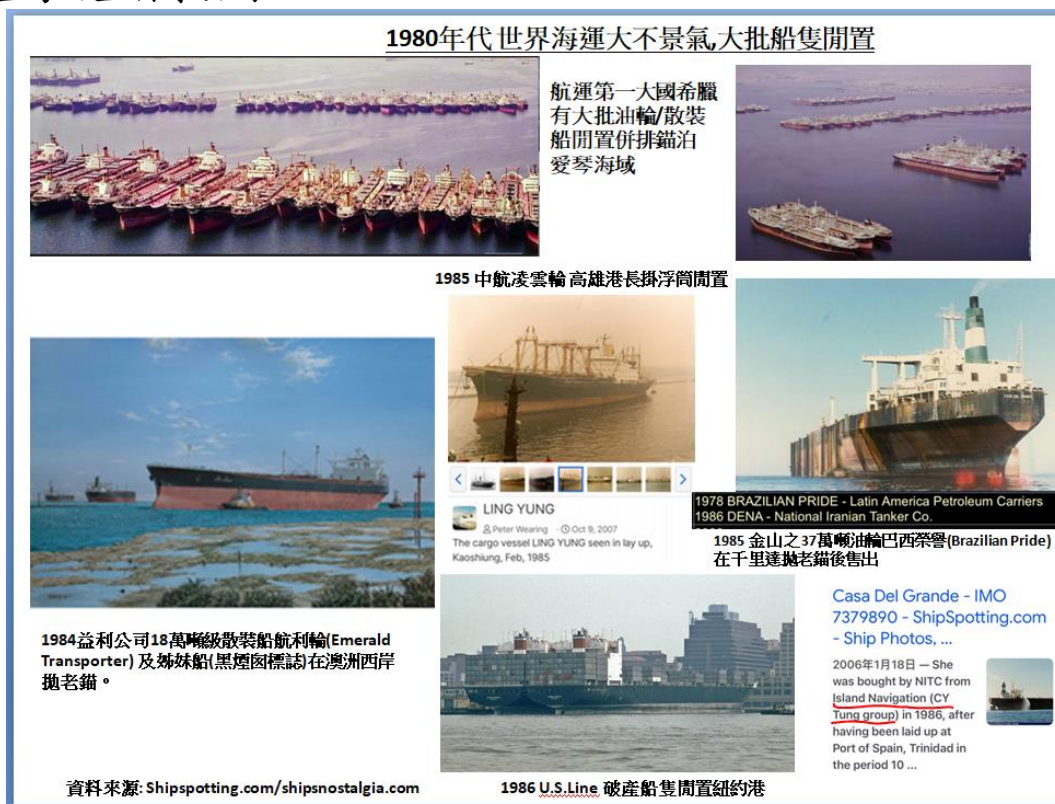 1980年代 世界海運大不景氣,大批船隻閒置
航運第一大國希臘
有大批油輪/散裝
船閒置併排錨泊
愛琴海域
1985 中航凌雲輪 高雄港長掛浮筒閒置
LING YUNG
Peter Wearing · Oct 9, 2007
The cargo vessel LING YUNG seen in lay up,
Kaoshiung, Feb, 1985
1978 BRAZILIAN PRIDE - Latin America Petroleum Carriers
1986 DENA - National Iranian Tanker Co.
1985 金山之37萬噸油輪巴西榮譽(Brazilian Pride)
在千里達拋老錨後售出
1984益利公司18萬噸級散裝船航利輪(Emerald
Transporter) 及姊妹船(黑煙囪標誌)在澳洲西岸
拋老錨。
Casa Del Grande - IMO
7379890 - ShipSpotting.com
- Ship Photos, ...
2006年1月18日 — She
was bought by NITC from
Island Navigation (CY
Tung group) in 1986, after
having been laid up at
Port of Spain, Trinidad in
the period 10 ...
資料來源: Shipspotting.com/shipsnostalgia.com
1986 U.S.Line 破產船隻閒置紐約港